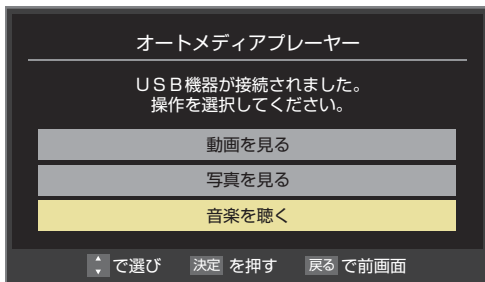 オートメディアプレーヤー
ＵＳＢ機器が接続されました。
操作を選択してください。
動画を見る
写真を見る
音楽を聴く
で選び 決定 を押す 戻る で前画面